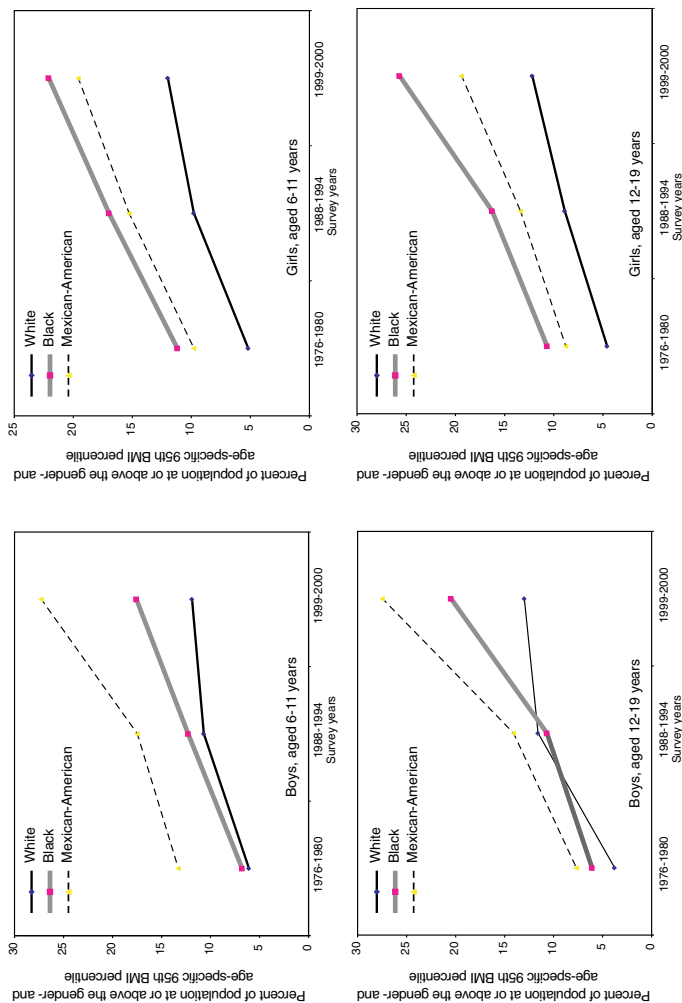 Percent of population at or above the gender- and
age-specific 95th BMI percentile
30
25
20
15
10
5
0
White
Black
Mexican-American
Boys, aged 6-11 years
1976-1980
1988-1994
1999-2000
Survey years
Percent of population at or above the gender- and
age-specific 95th BMI percentile
25
20
15
10
5
0
White
Black
Mexican-American
Girls, aged 6-11 years
1976-1980
1988-1994
1999-2000
Survey years
Percent of population at or above the gender- and
age-specific 95th BMI percentile
30
25
20
15
10
5
0
White
Black
Mexican-American
Boys, aged 12-19 years
1976-1980
1988-1994
1999-2000
Survey years
Percent of population at or above the gender- and
age-specific 95th BMI percentile
30
25
20
15
10
5
0
White
Black
Mexican-American
Girls, aged 12-19 years
1976-1980
1988-1994
1999-2000
Survey years